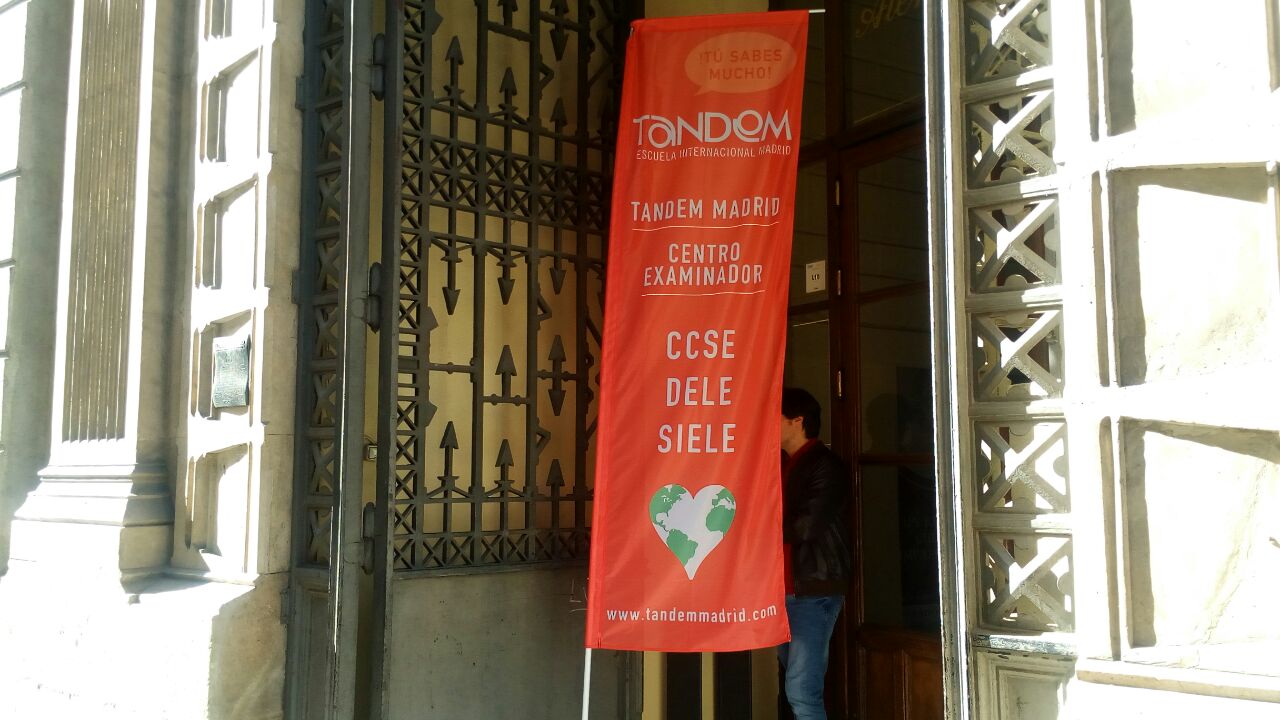 ¡TÚ SABES
MUCHO!
TANDEM
ESCUELA INTERNACIONAL MADRID
TANDEM MADRID
CENTRO
EXAMINADOR
CCSE
DELE
SIELE
www.tandemmadrid.com